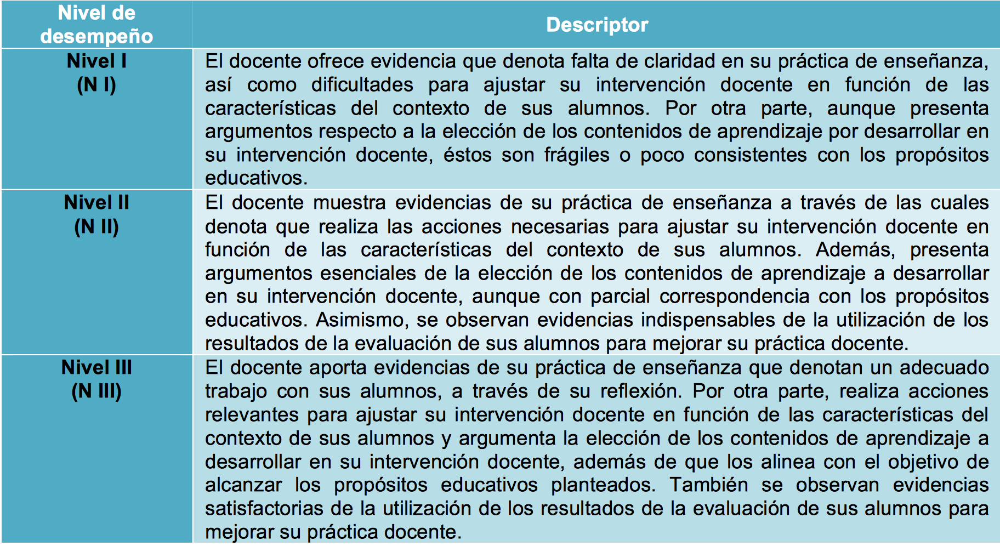 Nivel de
desempeño
Descriptor
Nivel I
(N I)
El docente ofrece evidencia que denota falta de claridad en su práctica de enseñanza,
así como dificultades para ajustar su intervención docente en función de las
características del contexto de sus alumnos. Por otra parte, aunque presenta
argumentos respecto a la elección de los contenidos de aprendizaje por desarrollar en
su intervención docente, éstos son frágiles o poco consistentes con los propósitos
educativos.
Nivel II
(N II)
El docente muestra evidencias de su práctica de enseñanza a través de las cuales
denota que realiza las acciones necesarias para ajustar su intervención docente en
función de las características del contexto de sus alumnos. Además, presenta
argumentos esenciales de la elección de los contenidos de aprendizaje a desarrollar
en su intervención docente, aunque con parcial correspondencia con los propósitos
educativos. Asimismo, se observan evidencias indispensables de la utilización de los
resultados de la evaluación de sus alumnos para mejorar su práctica docente.
Nivel III
(N III)
El docente aporta evidencias de su práctica de enseñanza que denotan un adecuado
trabajo con sus alumnos, a través de su reflexión. Por otra parte, realiza acciones
relevantes para ajustar su intervención docente en función de las características del
contexto de sus alumnos y argumenta la elección de los contenidos de aprendizaje a
desarrollar en su intervención docente, además de que los alinea con el objetivo de
alcanzar los propósitos educativos planteados. También se observan evidencias
satisfactorias de la utilización de los resultados de la evaluación de sus alumnos para
mejorar su práctica docente.